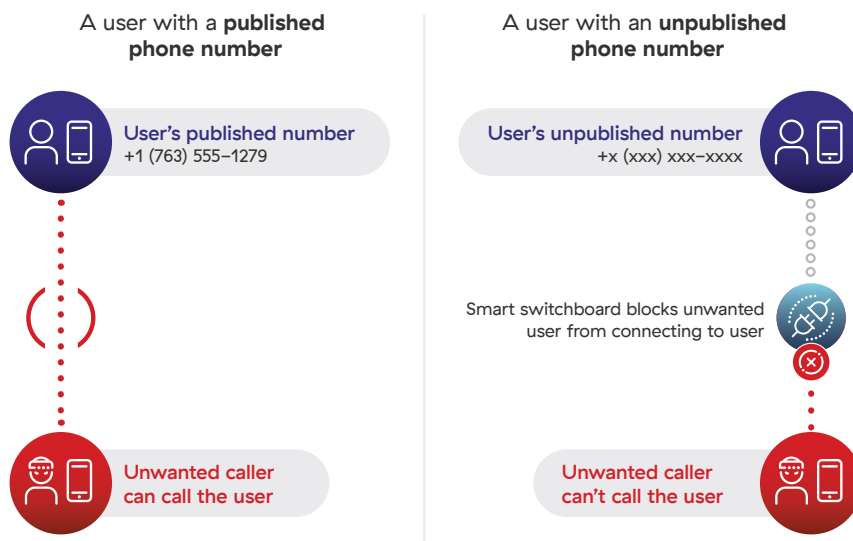 A user with a published
phone number
User's published number
+1 (763) 555–1279
Unwanted caller
can call the user
A user with an unpublished
phone number
User's unpublished number
+x (xxx) xxx–xxxx
Smart switchboard blocks unwanted
user from connecting to user
Unwanted caller
can't call the user